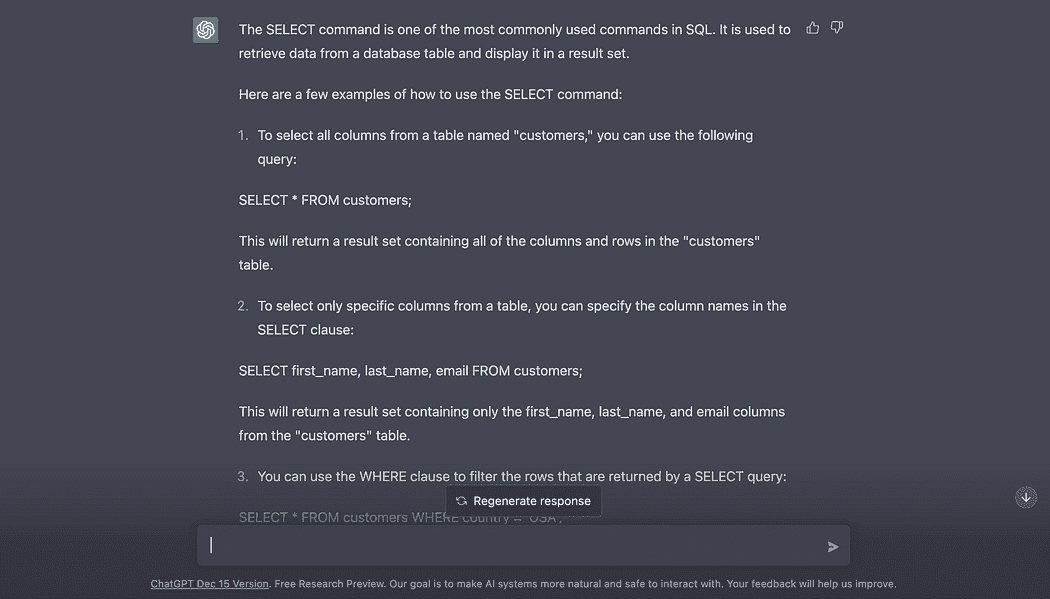 The SELECT command is one of the most commonly used commands in SQL. It is used to
retrieve data from a database table and display it in a result set.
Here are a few examples of how to use the SELECT command:
1. To select all columns from a table named "customers," you can use the following
query:
SELECT * FROM customers;
This will return a result set containing all of the columns and rows in the "customers"
table.
2. To select only specific columns from a table, you can specify the column names in the
SELECT clause:
SELECT first_name, last_name, email FROM customers;
This will return a result set containing only the first_name, last_name, and email columns
from the "customers" table.
3. You can use the WHERE clause to filter the rows that are returned by a SELECT query:
Regenerate response
SELECT * FROM customers WHERE country = 'USA';
ChatGPT Dec 15 Version. Free Research Preview. Our goal is to make AI systems more natural and safe to interact with. Your feedback will help us improve.